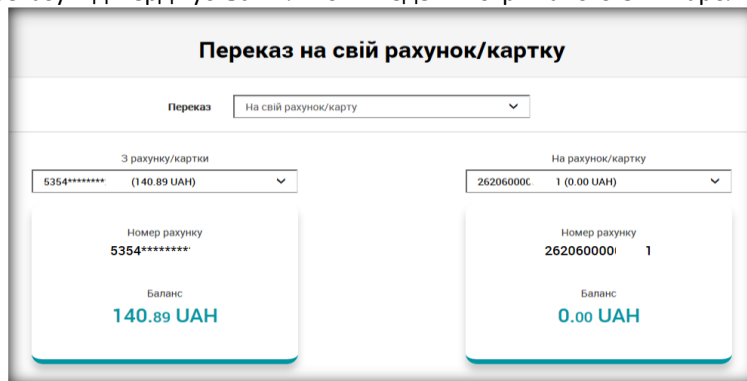 Переказ на свій рахунок/картку
Переказ На свій рахунок/карту
З рахунку/картки На рахунок/картку
5354******** (140.89 UAH) 262060000 1 (0.00 UAH)
Номер рахунку Номер рахунку
5354******** 262060000 1
Баланс Баланс
140.89 UAH 0.00 UAH